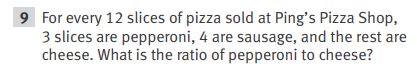 9 For every 12 slices of pizza sold at Ping's Pizza Shop,
3 slices are pepperoni, 4 are sausage, and the rest are
cheese. What is the ratio of pepperoni to cheese?